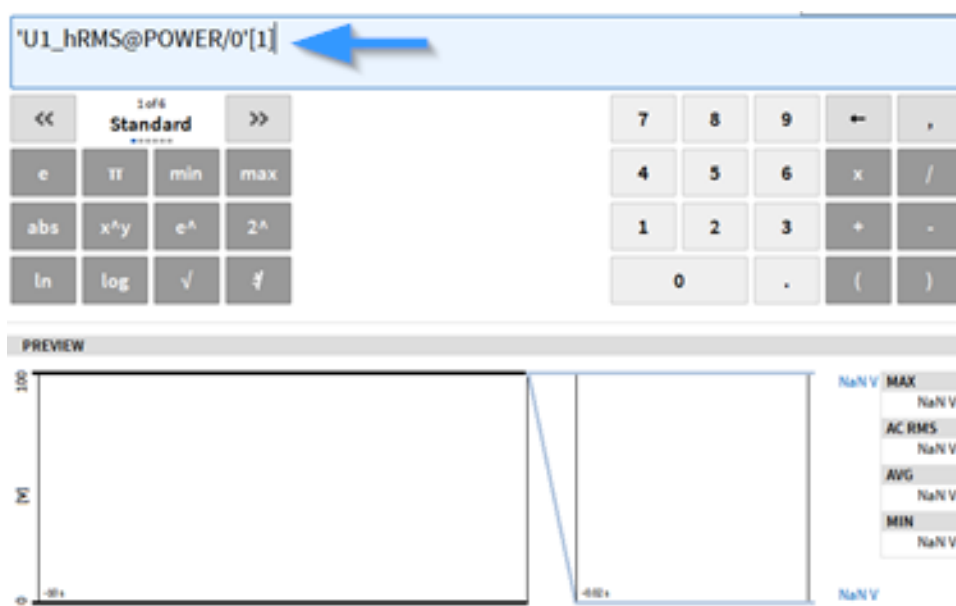 'U1_hRMS@POWER/0'[1]
<< 1 of 6 >> 7 8 9 ← ,
Standard
e π min max 4 5 6 x /
abs x^y e^ 2^ 1 2 3 + -
ln log √ 0 . ( )
PREVIEW
100
NaN V
MAX
NaN V
AC RMS
NaN V
[V]
AVG
NaN V
MIN
NaN V
0
NaN V